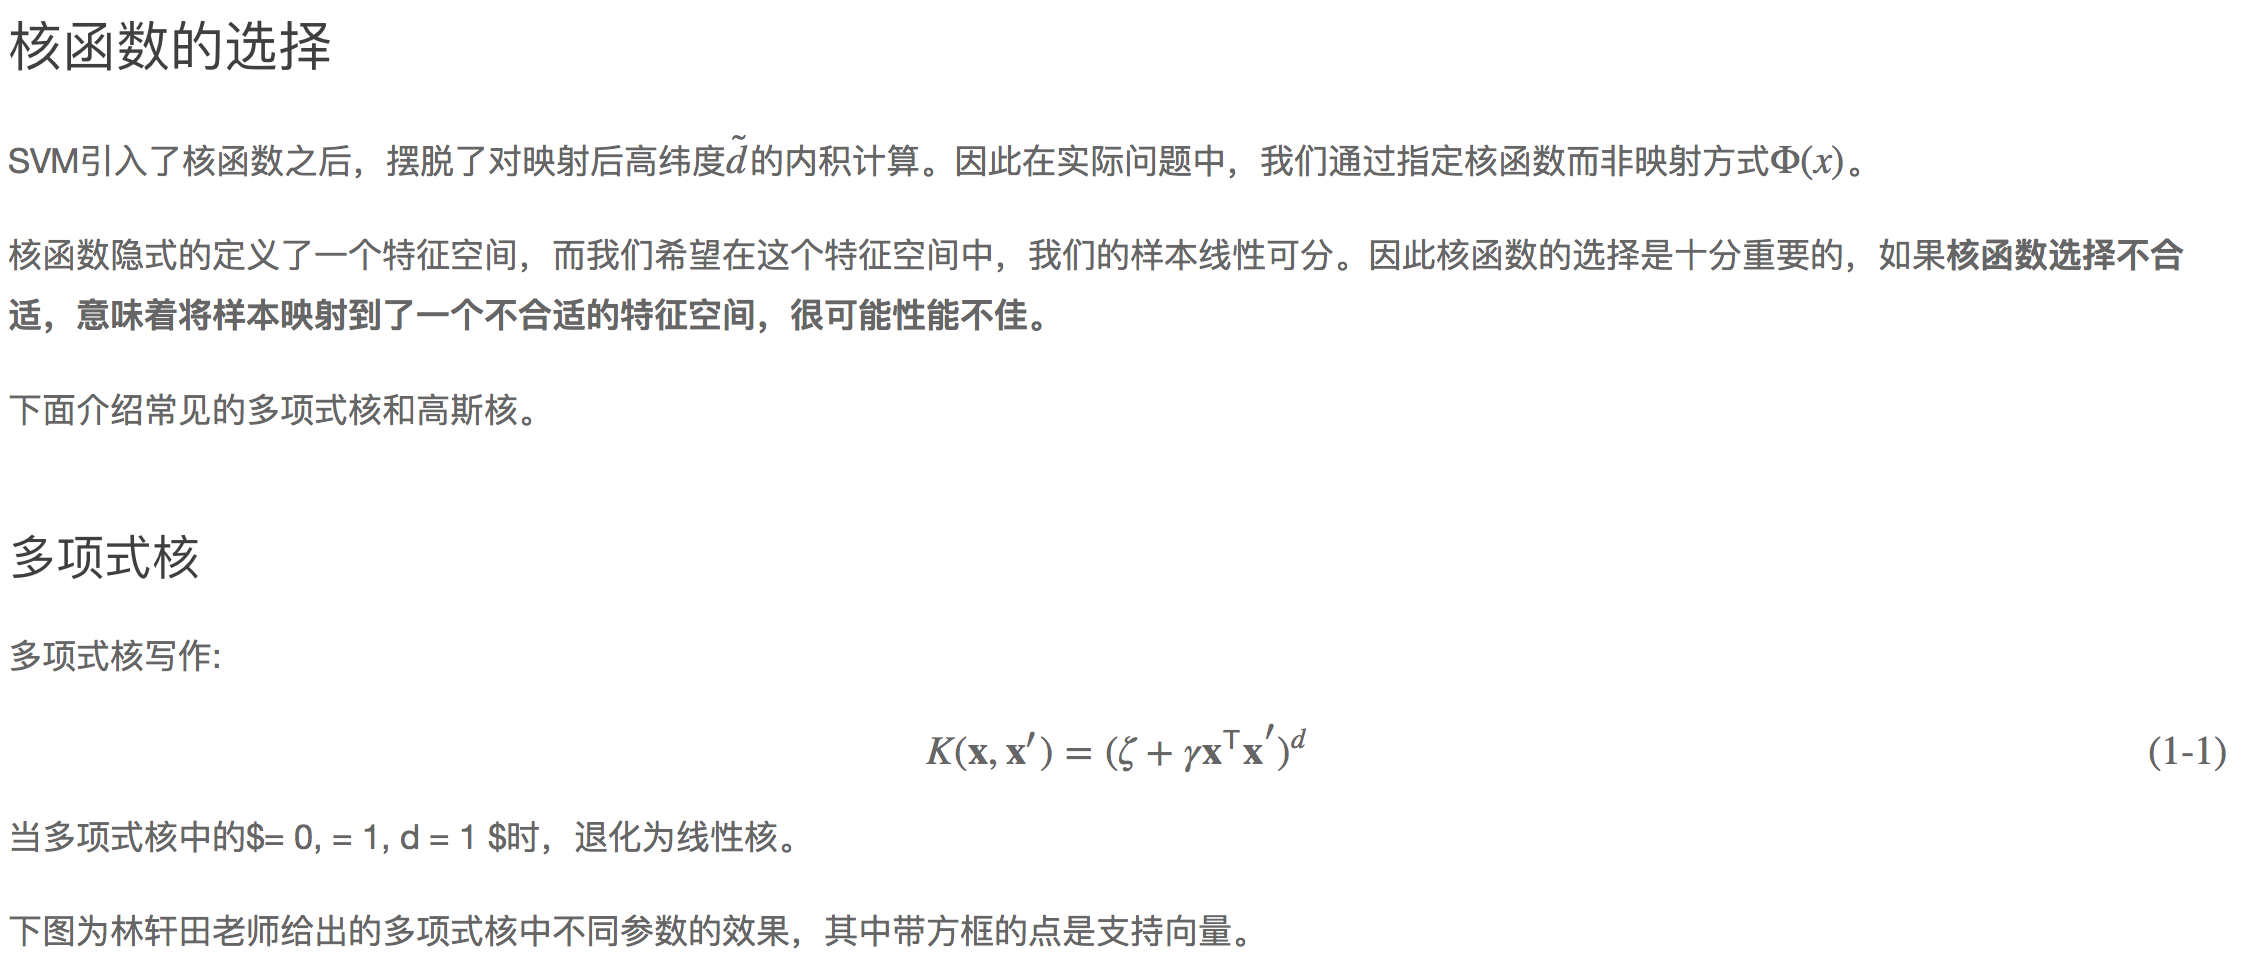 核函数的选择
SVM引入了核函数之后，摆脱了对映射后高纬度d̃的内积计算。因此在实际问题中，我们通过指定核函数而非映射方式Φ(x)。
核函数隐式的定义了一个特征空间，而我们希望在这个特征空间中，我们的样本线性可分。因此核函数的选择是十分重要的，如果核函数选择不合
适，意味着将样本映射到了一个不合适的特征空间，很可能性能不佳。
下面介绍常见的多项式核和高斯核。
多项式核
多项式核写作:
K(x, x′) = (ζ + γxᵀx′)ᵈ (1-1)
当多项式核中的$= 0, = 1, d = 1 $时，退化为线性核。
下图为林轩田老师给出的多项式核中不同参数的效果，其中带方框的点是支持向量。